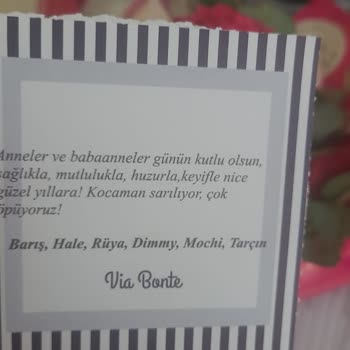 Anneler ve babaanneler günün kutlu olsun,
sağlıkla, mutlulukla, huzurla,keyifle nice
güzel yıllara! Kocaman sarılıyor, çok
öpüyoruz!
Barış, Hale, Rüya, Dimmy, Mochi, Tarçın
Via Bonte